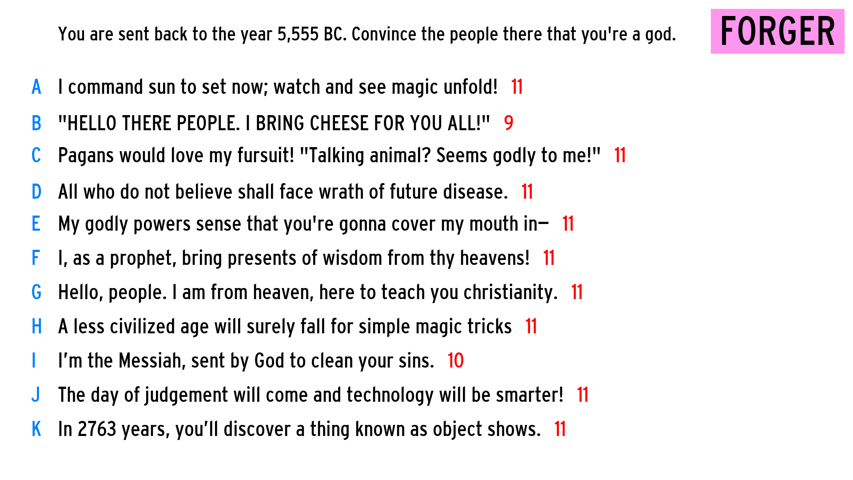 You are sent back to the year 5,555 BC. Convince the people there that you're a god.
FORGER
A I command sun to set now; watch and see magic unfold! 11
B "HELLO THERE PEOPLE. I BRING CHEESE FOR YOU ALL!" 9
C Pagans would love my fursuit! "Talking animal? Seems godly to me!" 11
D All who do not believe shall face wrath of future disease. 11
E My godly powers sense that you're gonna cover my mouth in— 11
F I, as a prophet, bring presents of wisdom from thy heavens! 11
G Hello, people. I am from heaven, here to teach you christianity. 11
H A less civilized age will surely fall for simple magic tricks 11
I I’m the Messiah, sent by God to clean your sins. 10
J The day of judgement will come and technology will be smarter! 11
K In 2763 years, you’ll discover a thing known as object shows. 11